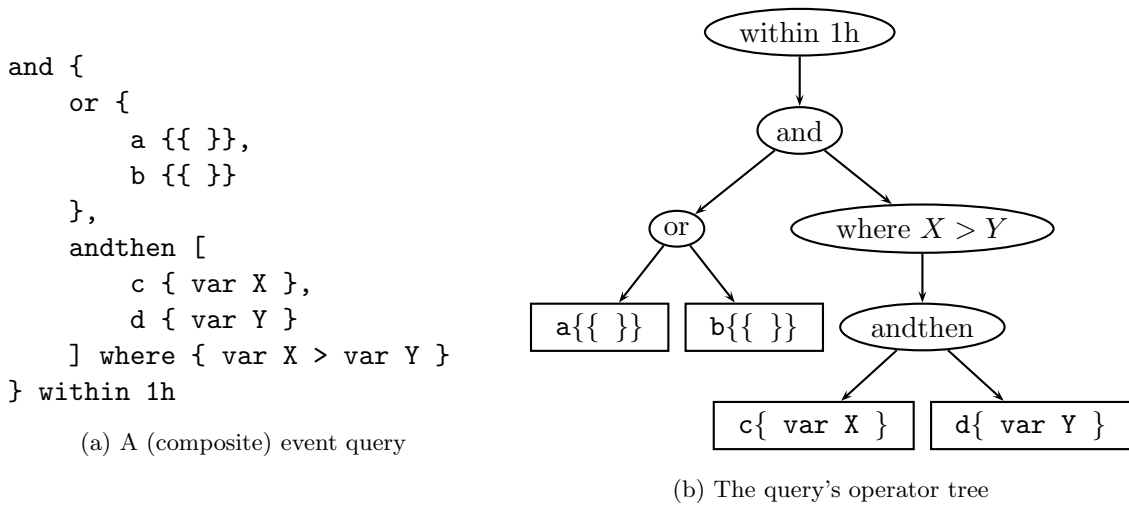 and {
    or {
        a {{ }},
        b {{ }}
    },
    andthen [
        c { var X },
        d { var Y }
    ] where { var X > var Y }
} within 1h
(a) A (composite) event query
within 1h
and
or
where X > Y
a{{ }}
b{{ }}
andthen
c{ var X }
d{ var Y }
(b) The query's operator tree